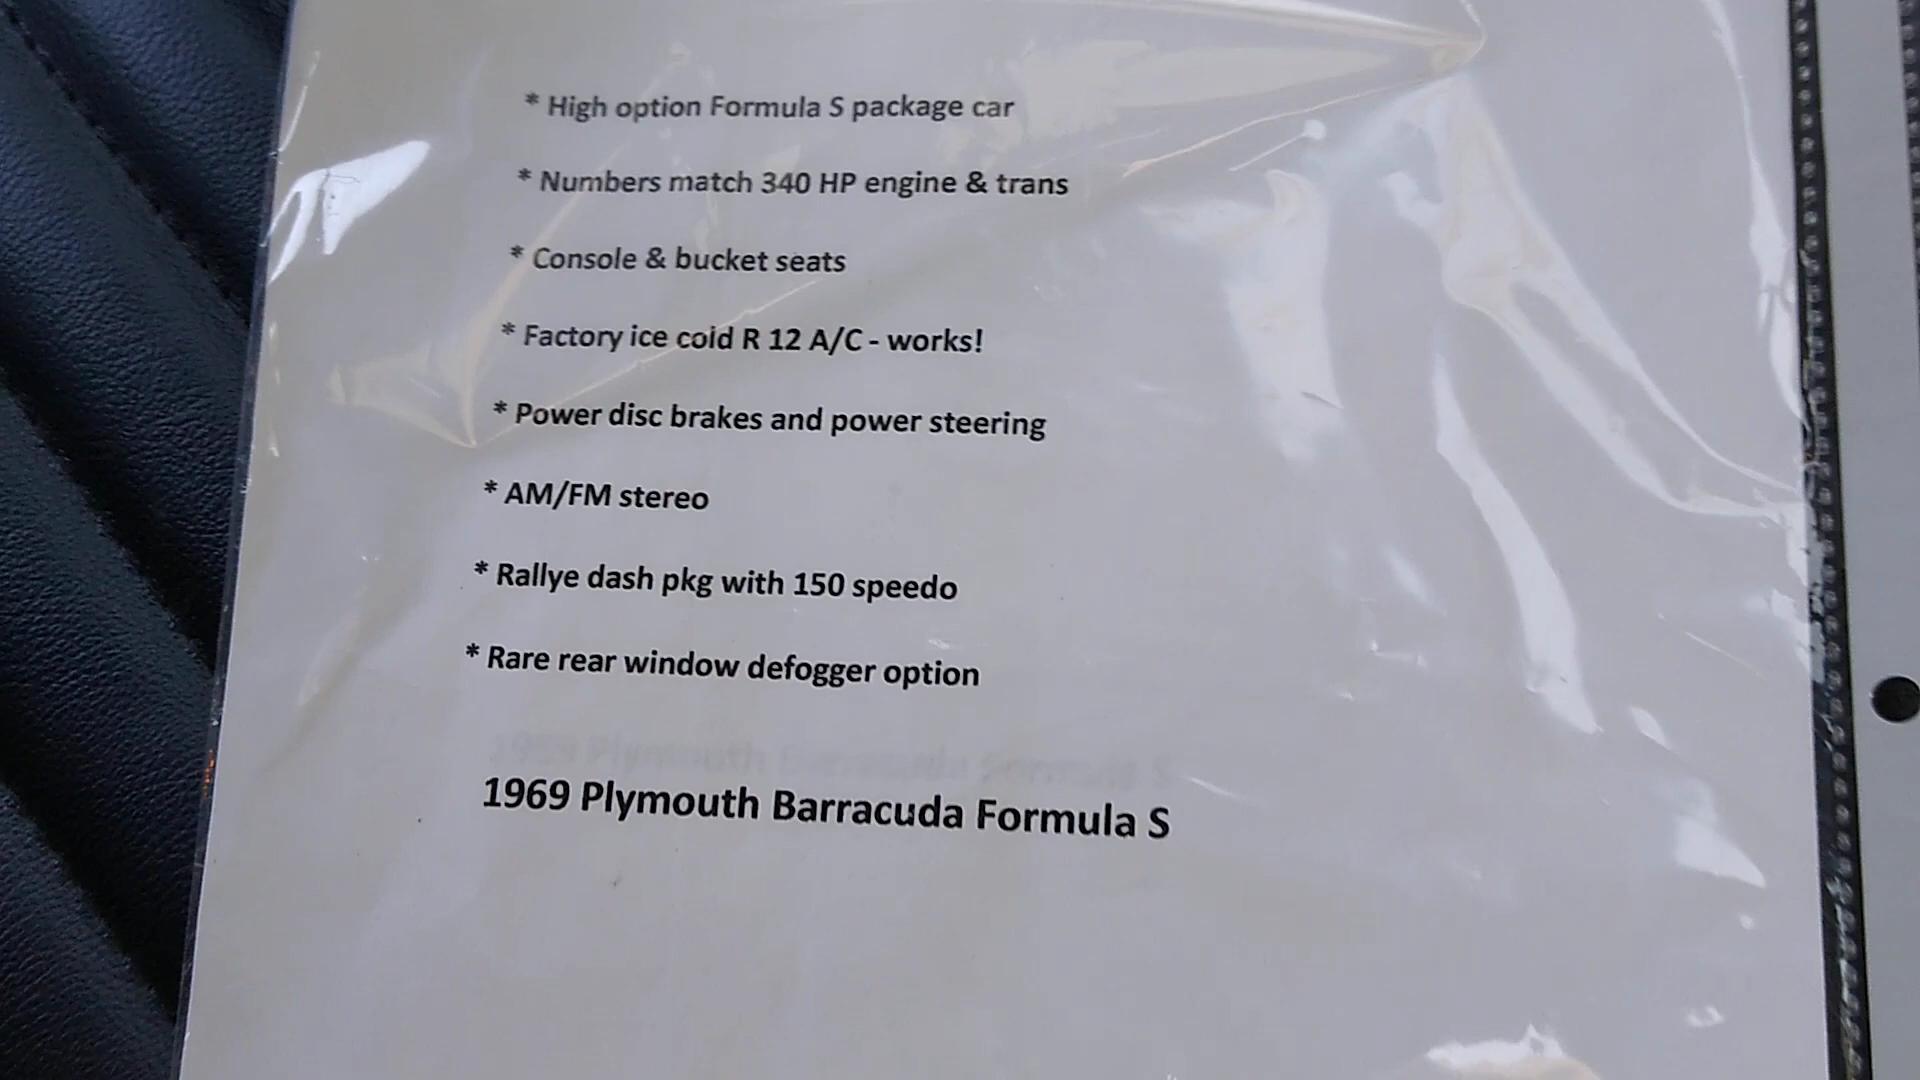 * High option Formula S package car
* Numbers match 340 HP engine & trans
* Console & bucket seats
* Factory ice cold R 12 A/C - works!
* Power disc brakes and power steering
* AM/FM stereo
* Rallye dash pkg with 150 speedo
* Rare rear window defogger option
1969 Plymouth Barracuda Formula S